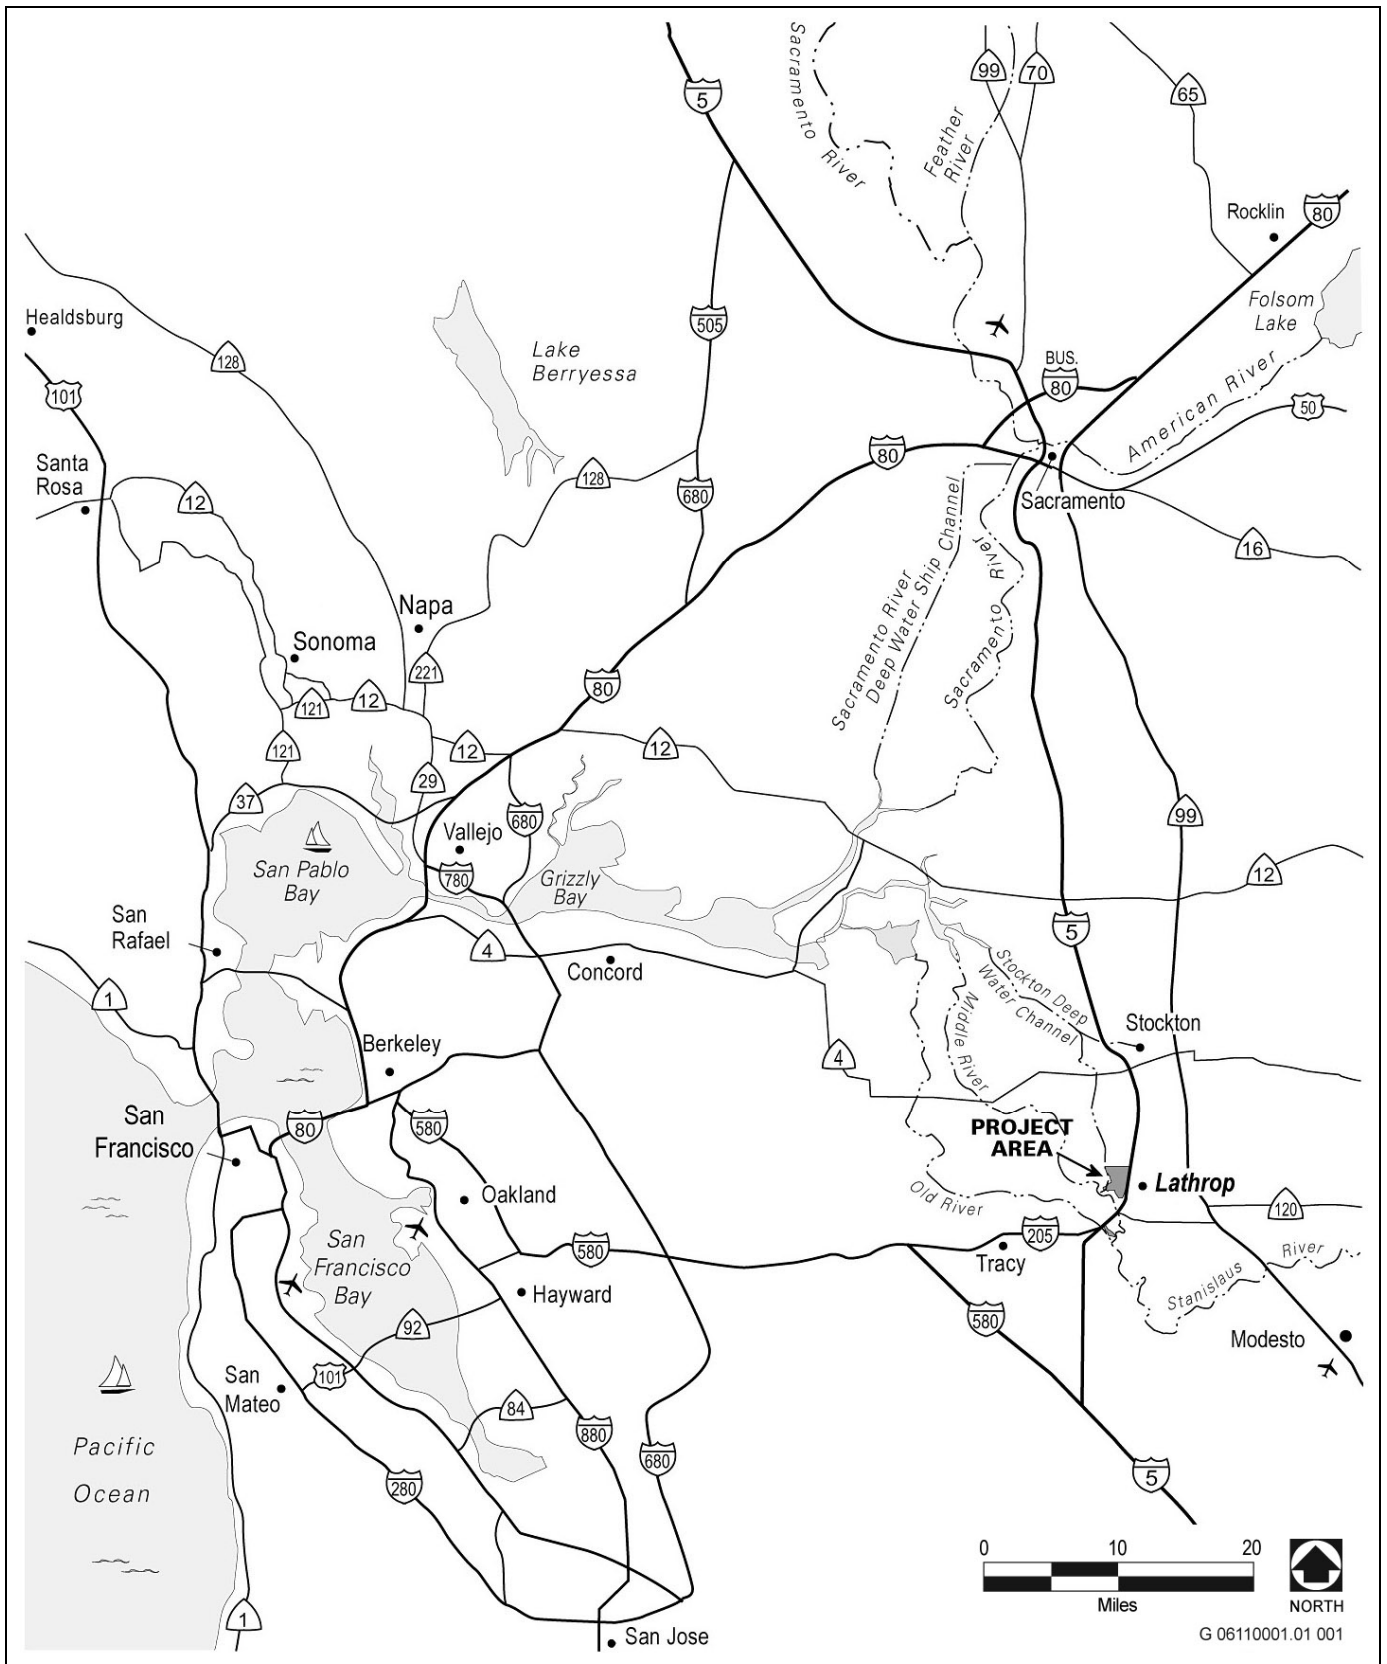 Sacramento River
5
99
70
65
Feather
River
Rocklin
80
Healdsburg
128
505
Folsom
Lake
Lake
Berryessa
101
BUS.
80
American River
50
Santa
Rosa
12
128
680
80
Sacramento
16
Sacramento River
Deep Water Ship Channel
Sacramento River
Napa
Sonoma
221
80
121
12
121
12
12
29
37
680
99
Vallejo
San Pablo
Bay
780
Grizzly
Bay
12
San
Rafael
5
4
Concord
1
Stockton Deep
Water Channel
Middle River
Stockton
Berkeley
4
San
Francisco
80
580
PROJECT
AREA
Lathrop
Oakland
Old River
120
205
580
San
Francisco
Bay
Tracy
Stanislaus River
Hayward
580
92
Modesto
San
Mateo
101
84
Pacific
Ocean
880
680
280
5
0 10 20
Miles
NORTH
1
San Jose
G 06110001.01 001